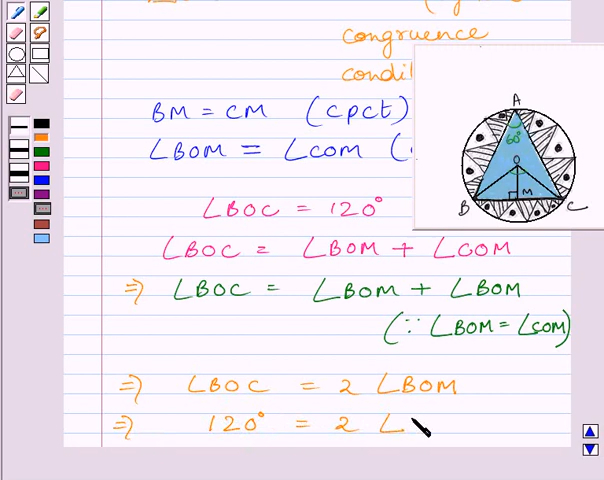 congruence
BM = CM (cpct)
∠BOM = ∠COM (
∠BOC = 120°
∠BOC = ∠BOM + ∠COM
⇒ ∠BOC = ∠BOM + ∠BOM
(∵ ∠BOM = ∠COM)
⇒ ∠BOC = 2 ∠BOM
⇒ 120° = 2 ∠
A
60°
O
M
B
C